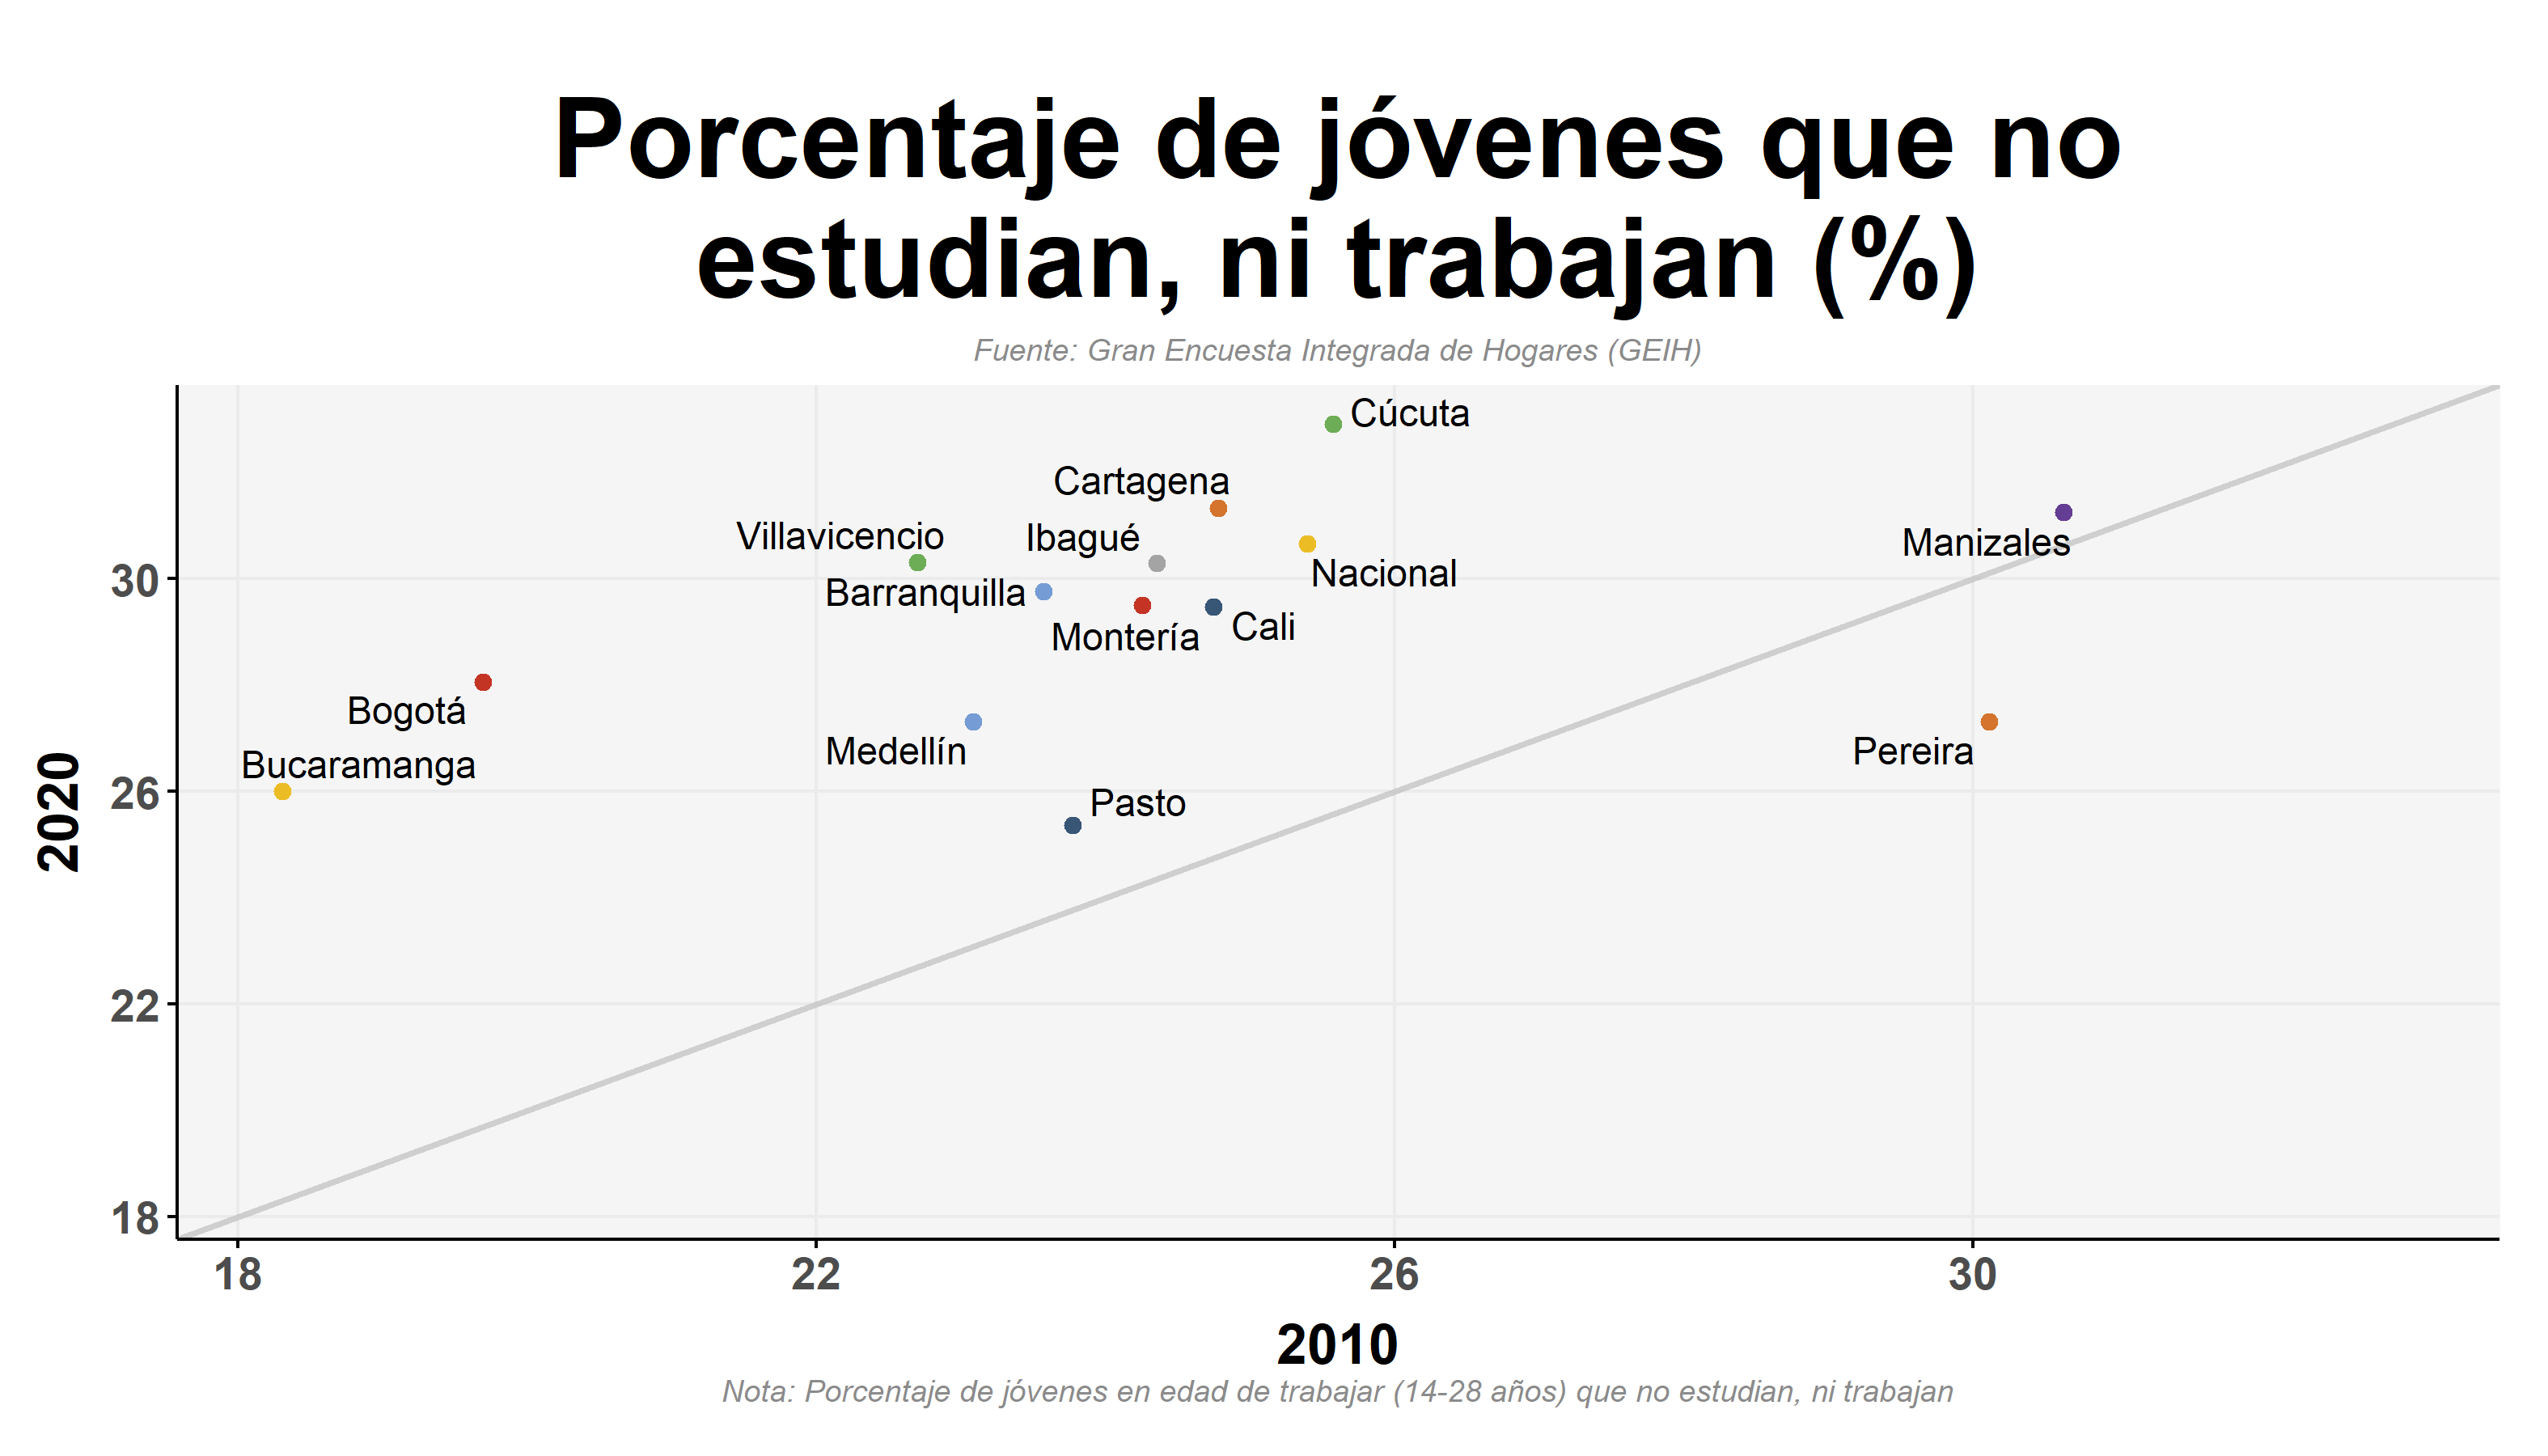 Porcentaje de jóvenes que no
estudian, ni trabajan (%)
Fuente: Gran Encuesta Integrada de Hogares (GEIH)
Cúcuta
Cartagena
Villavicencio
Ibagué
Manizales
Nacional
30
Barranquilla
Cali
Montería
Bogotá
Medellín
Pereira
Bucaramanga
26
Pasto
2020
22
18
18
22
26
30
2010
Nota: Porcentaje de jóvenes en edad de trabajar (14-28 años) que no estudian, ni trabajan